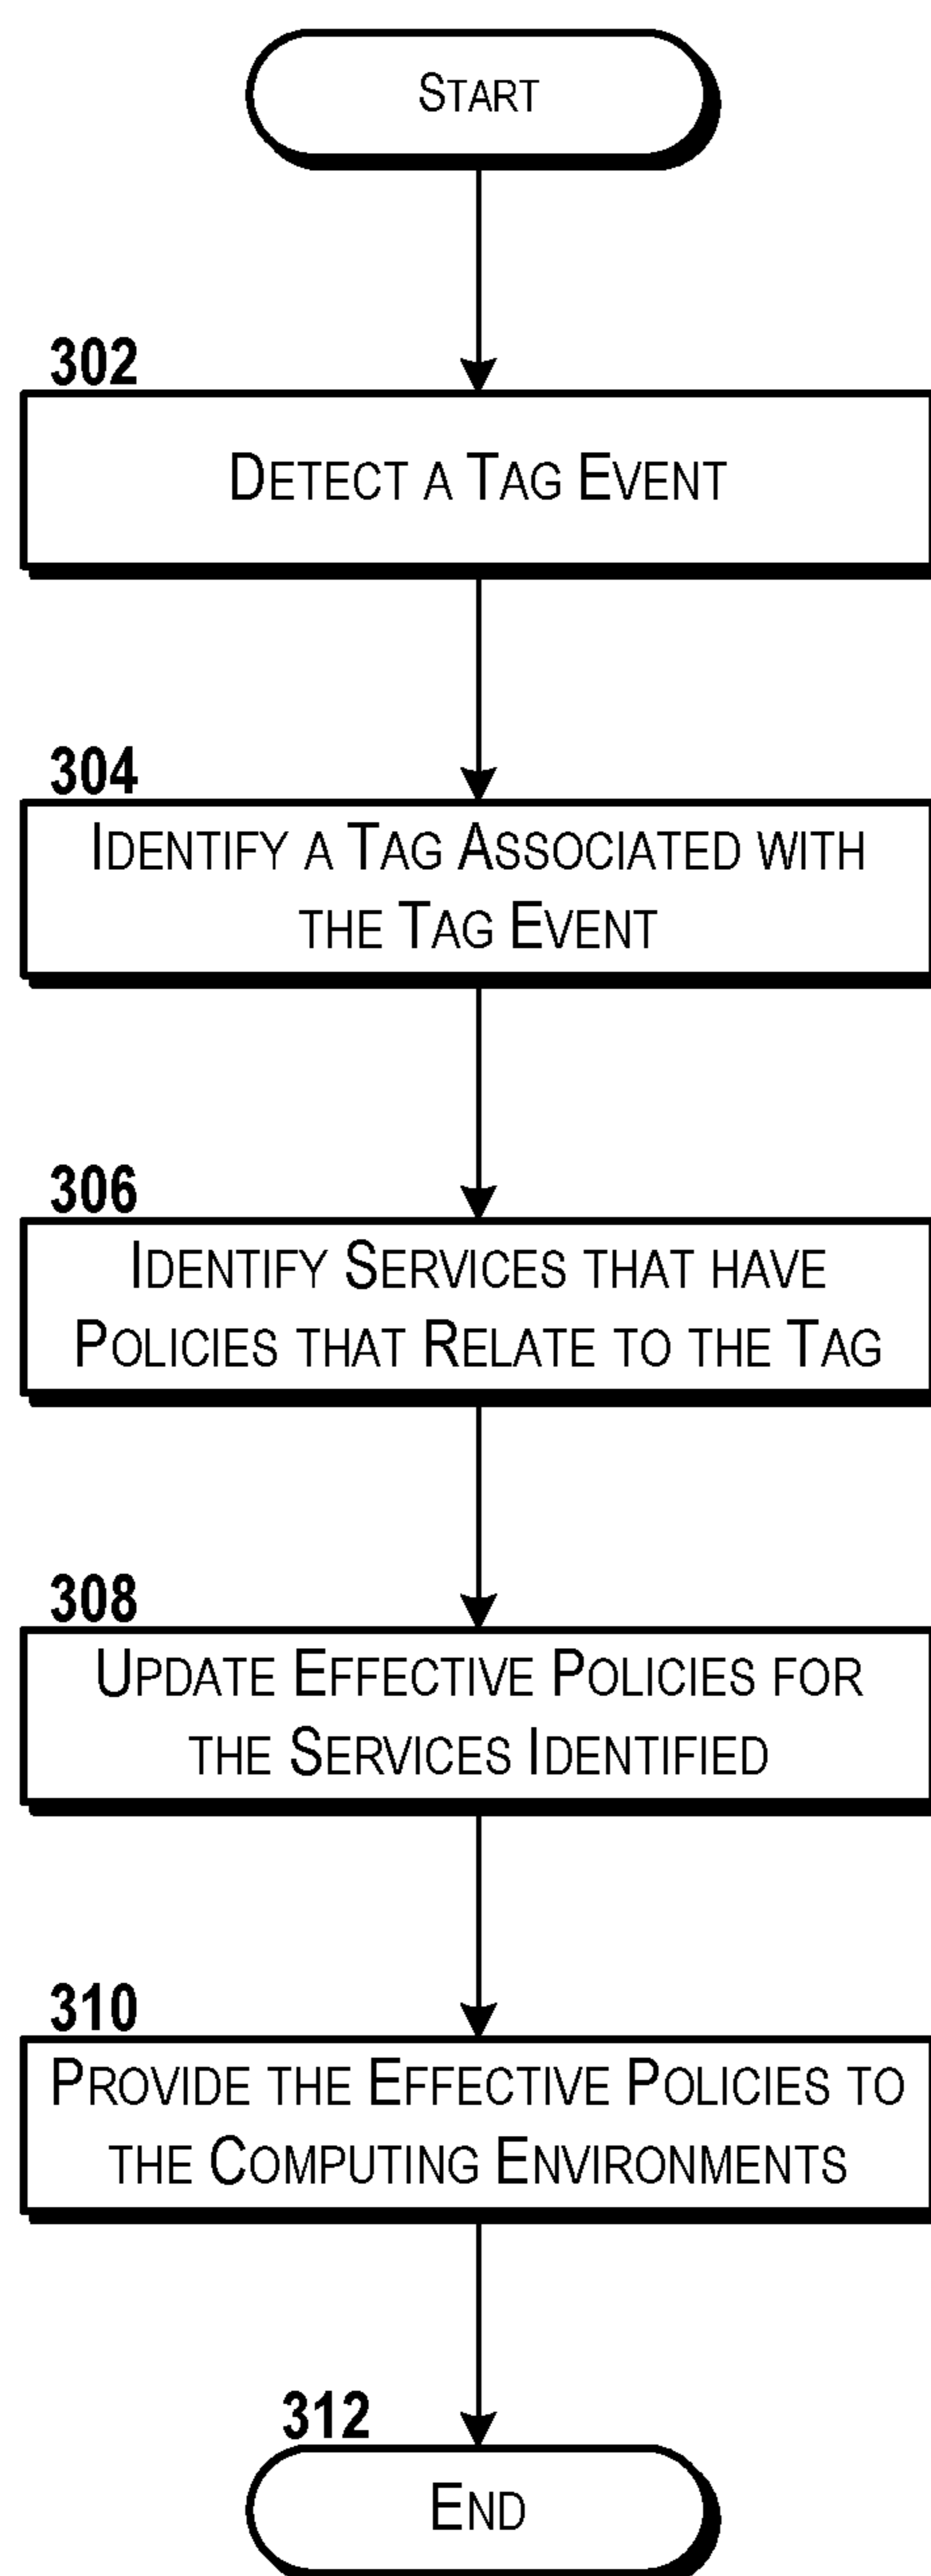 START
302
DETECT A TAG EVENT
304
IDENTIFY A TAG ASSOCIATED WITH
THE TAG EVENT
306
IDENTIFY SERVICES THAT HAVE
POLICIES THAT RELATE TO THE TAG
308
UPDATE EFFECTIVE POLICIES FOR
THE SERVICES IDENTIFIED
310
PROVIDE THE EFFECTIVE POLICIES TO
THE COMPUTING ENVIRONMENTS
312
END